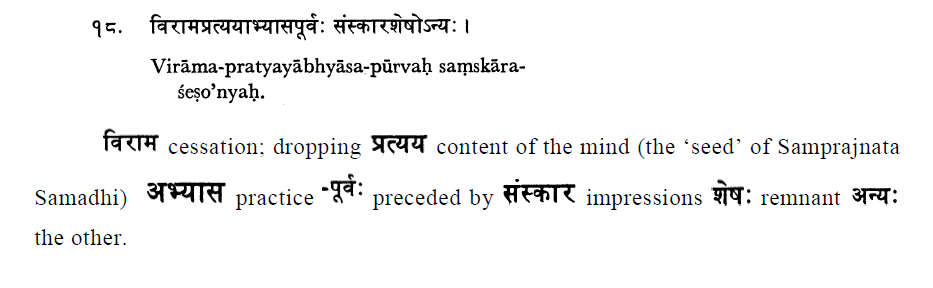 १८. विरामप्रत्ययाभ्यासपूर्वः संस्कारशेषोऽन्यः ।
Virāma-pratyayābhyāsa-pūrvaḥ saṃskāra-
śeṣo’nyaḥ.
विराम cessation; dropping प्रत्यय content of the mind (the ‘seed’ of Samprajnata
Samadhi) अभ्यास practice -पूर्वः preceded by संस्कार impressions शेषः remnant अन्यः
the other.